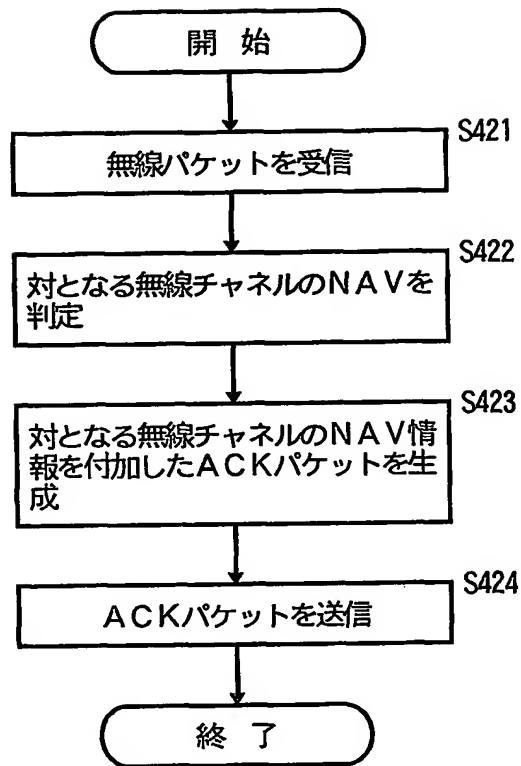 開 始
S421
無線パケットを受信
S422
対となる無線チャネルのNAVを
判定
S423
対となる無線チャネルのNAV情
報を付加したACKパケットを生
成
S424
ACKパケットを送信
終 了